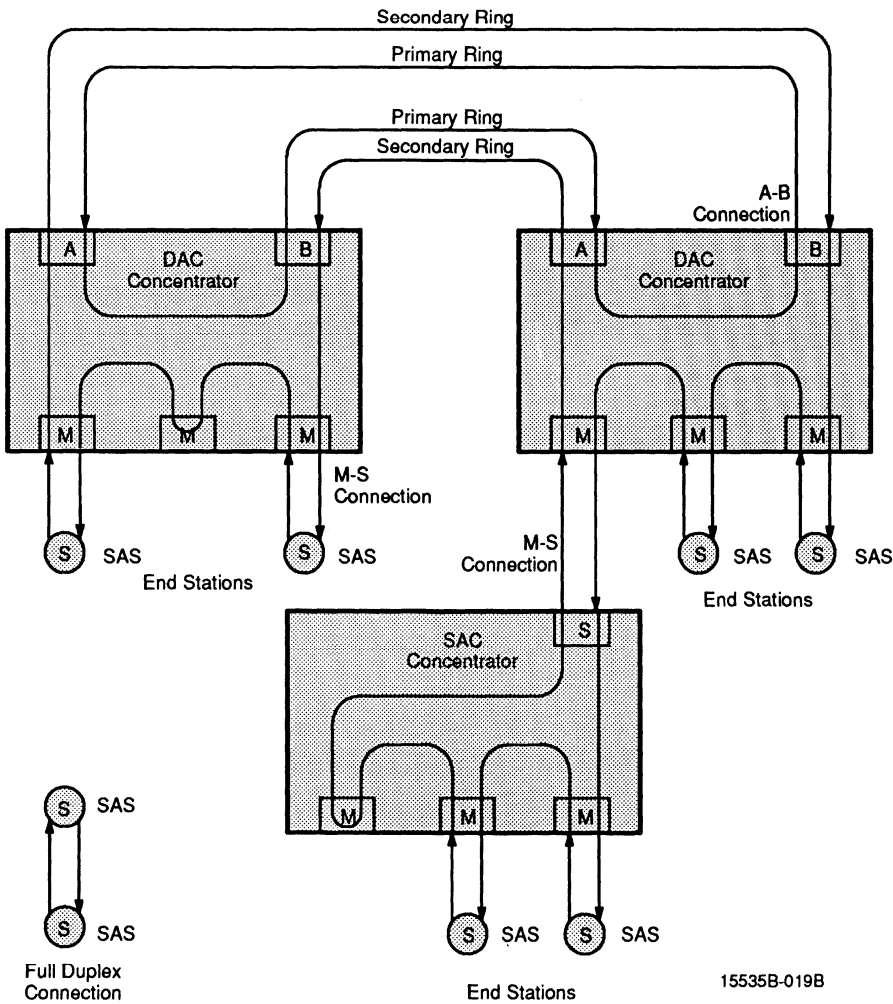 Secondary Ring
Primary Ring
Primary Ring
Secondary Ring
A-B
Connection
A
DAC
Concentrator
B
A
DAC
Concentrator
B
M
M
M
M
M
M
M-S
Connection
S
SAS
S
SAS
End Stations
M-S
Connection
S
SAS
S
SAS
End Stations
SAC
Concentrator
S
M
M
M
S
SAS
S
SAS
Full Duplex
Connection
S
SAS
S
SAS
End Stations
15535B-019B